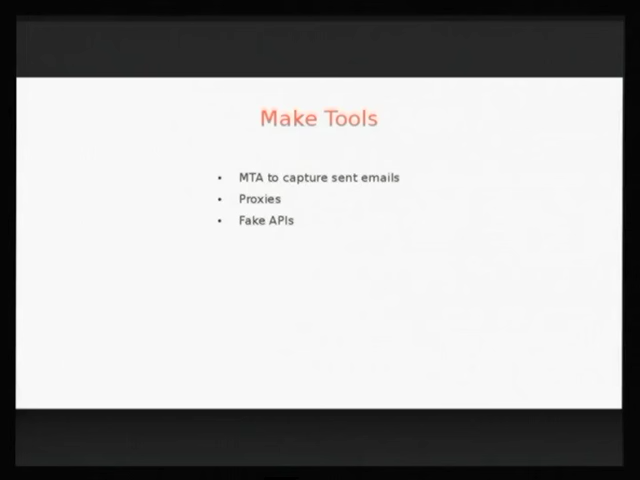 Make Tools
• MTA to capture sent emails
• Proxies
• Fake APIs